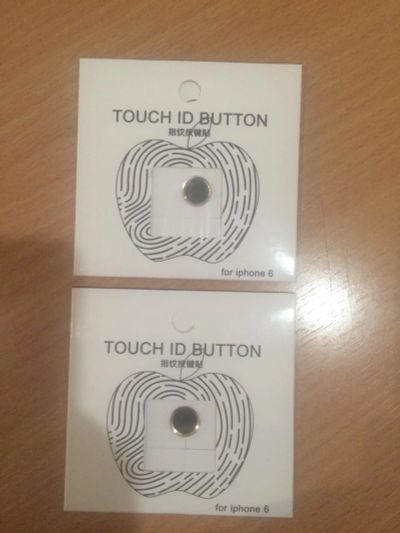 TOUCH ID BUTTON
指纹按键贴
for iphone 6
TOUCH ID BUTTON
指纹按键贴
for iphone 6